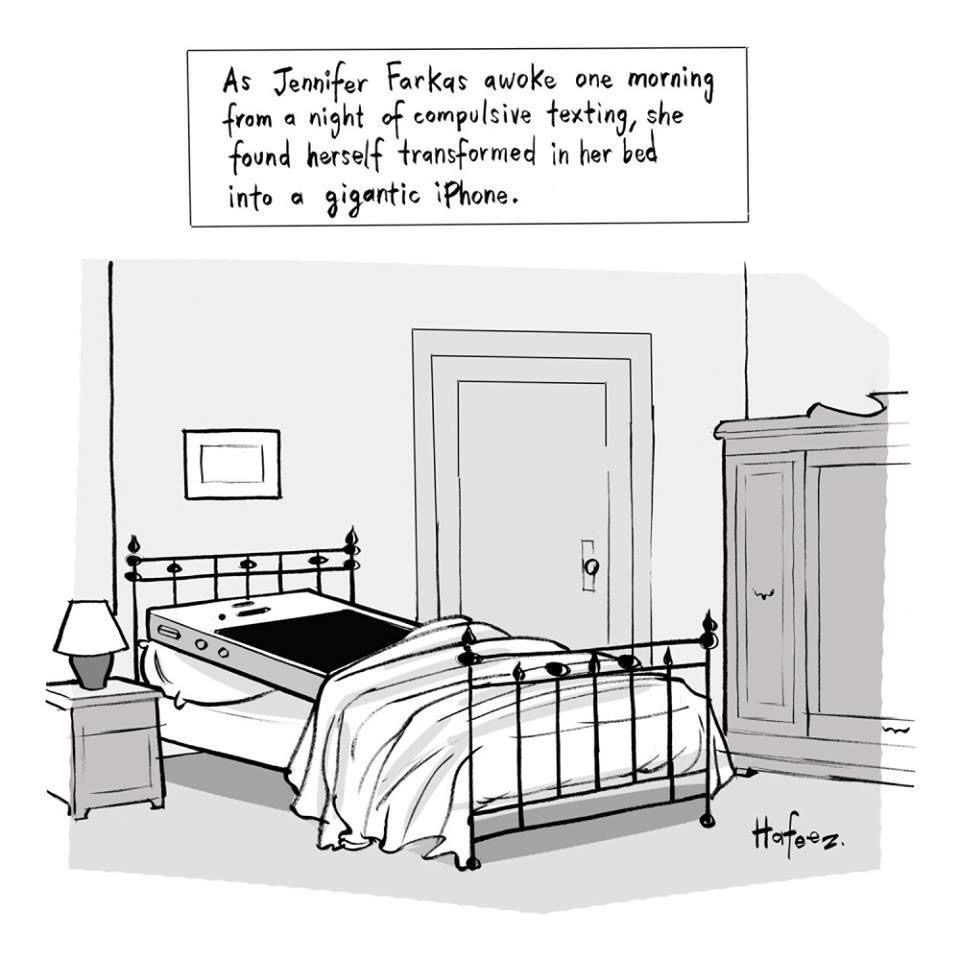 As Jennifer Farkas awoke one morning
from a night of compulsive texting, she
found herself transformed in her bed
into a gigantic iPhone.
Hafeez.